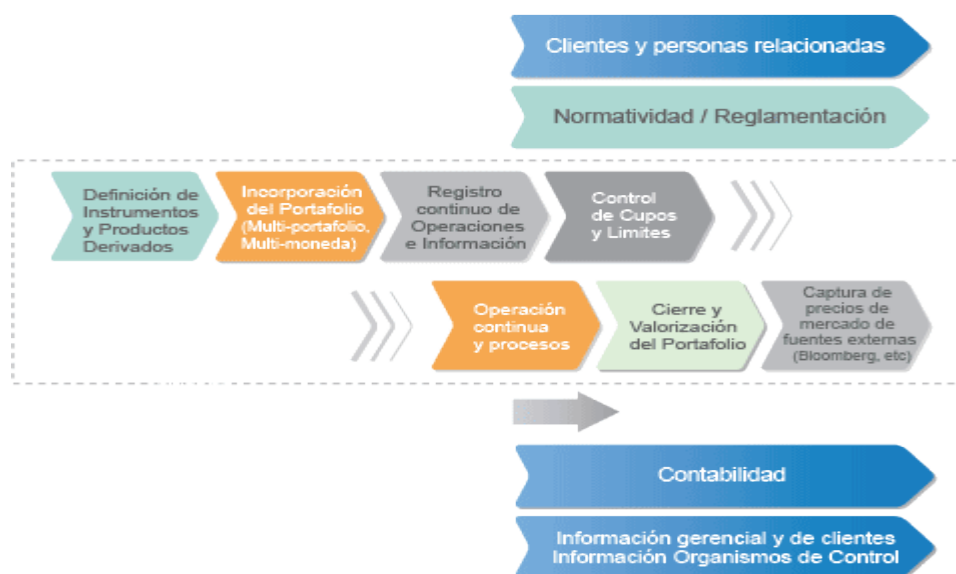 Clientes y personas relacionadas
Normatividad / Reglamentación
Definición de
Instrumentos
y Productos
Derivados
Incorporación
del Portafolio
(Multi-portafolio,
Multi-moneda)
Registro
continuo de
Operaciones
e Información
Control
de Cupos
y Limites
Operación
continua
y procesos
Cierre y
Valorización
del Portafolio
Captura de
precios de
mercado de
fuentes externas
(Bloomberg, etc)
Contabilidad
Información gerencial y de clientes
Información Organismos de Control